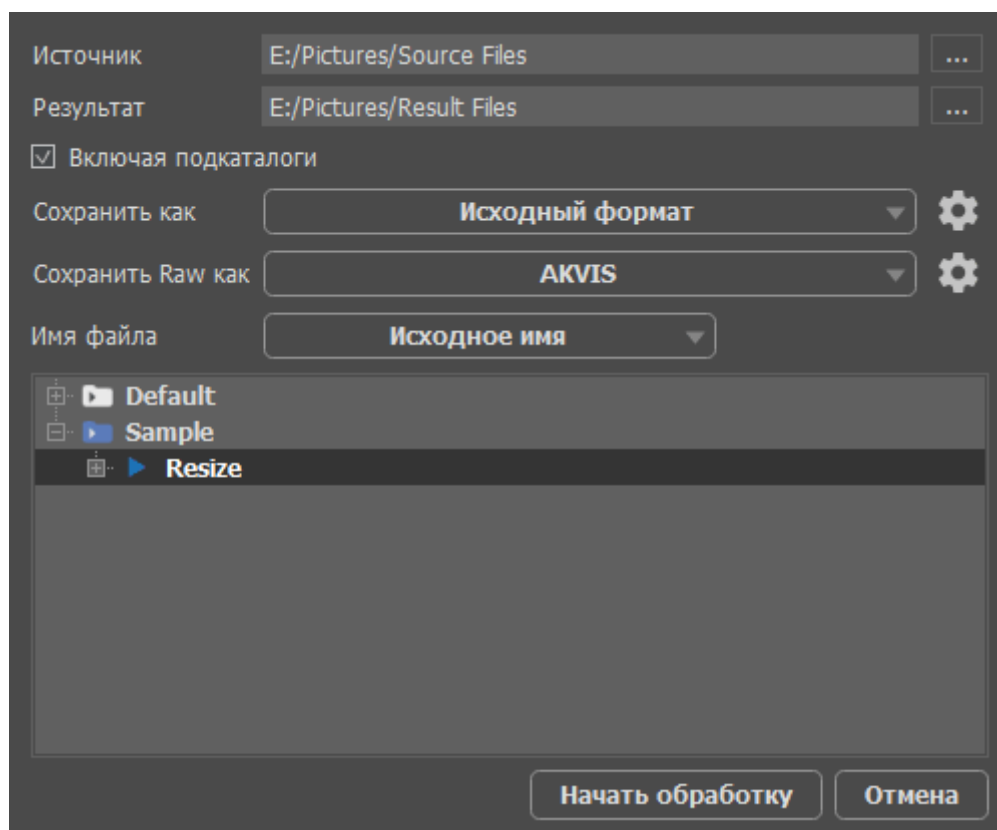 Источник E:/Pictures/Source Files ...
Результат E:/Pictures/Result Files ...
Включая подкаталоги
Сохранить как Исходный формат
Сохранить Raw как AKVIS
Имя файла Исходное имя
Default
Sample
Resize
Начать обработку Отмена